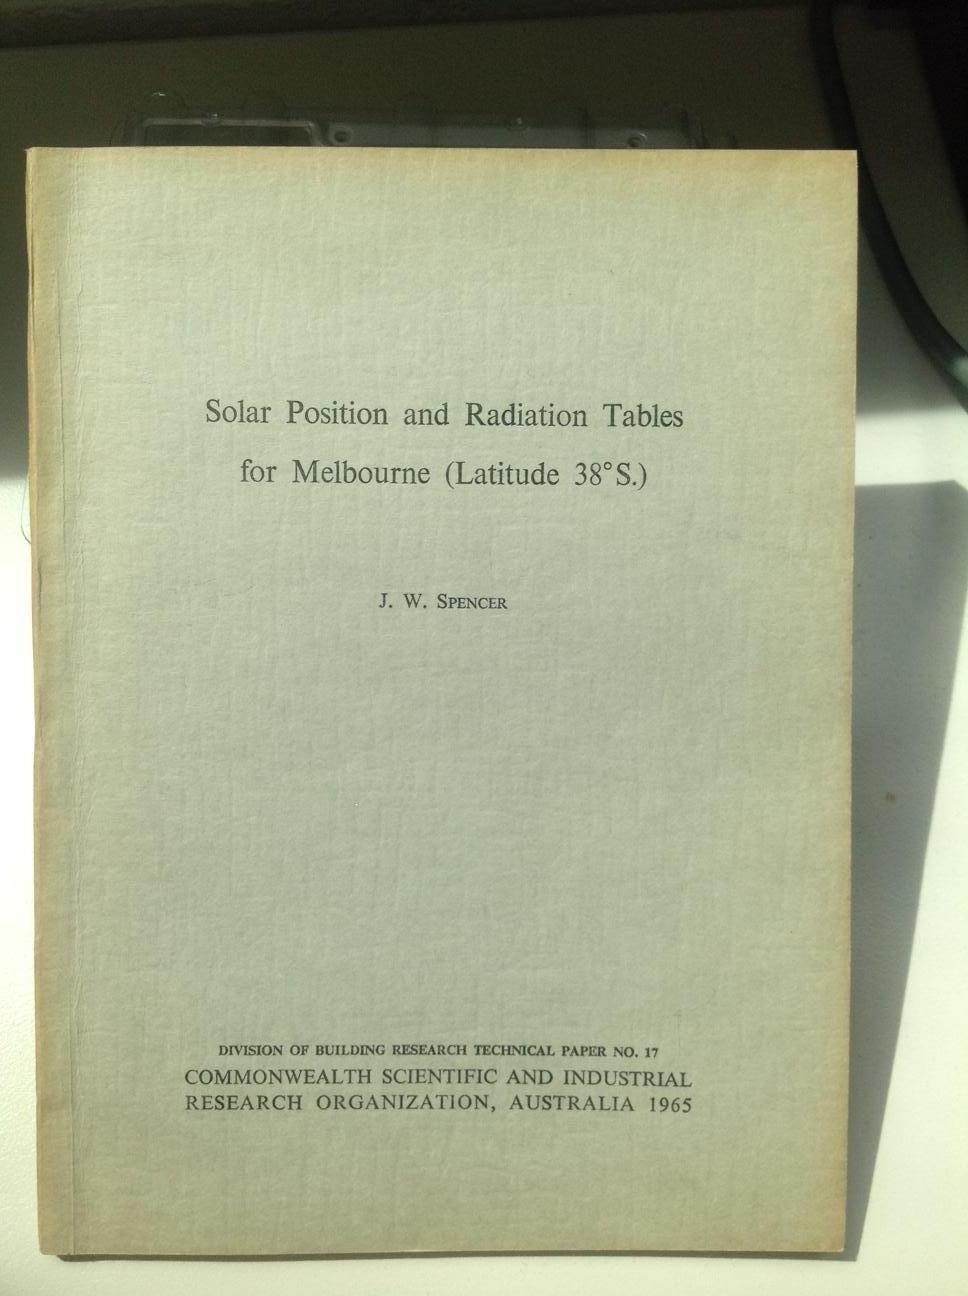 Solar Position and Radiation Tables
for Melbourne (Latitude 38°S.)
J. W. SPENCER
DIVISION OF BUILDING RESEARCH TECHNICAL PAPER NO. 17
COMMONWEALTH SCIENTIFIC AND INDUSTRIAL
RESEARCH ORGANIZATION, AUSTRALIA 1965